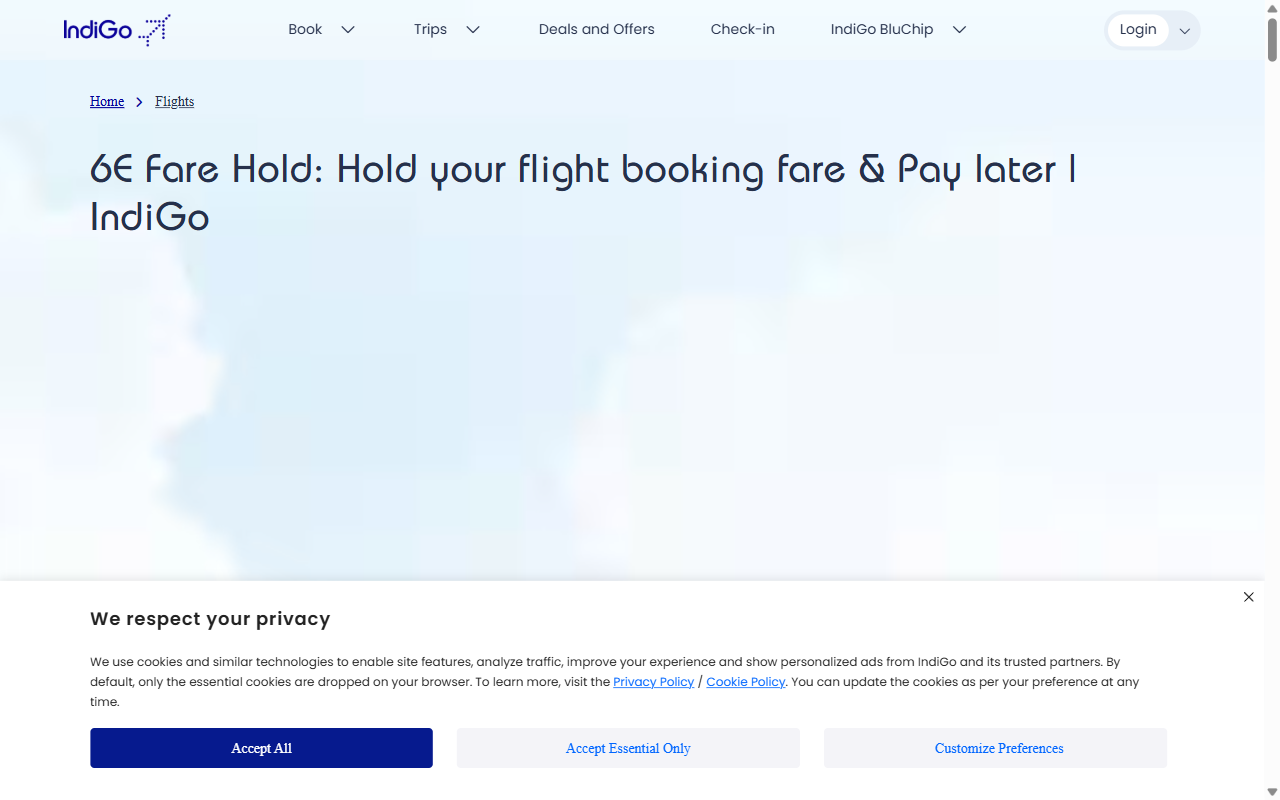 IndiGo
Book
Trips
Deals and Offers
Check-in
IndiGo BluChip
Login
Home
Flights
6E Fare Hold: Hold your flight booking fare & Pay later |
IndiGo
We respect your privacy
We use cookies and similar technologies to enable site features, analyze traffic, improve your experience and show personalized ads from IndiGo and its trusted partners. By
default, only the essential cookies are dropped on your browser. To learn more, visit the Privacy Policy / Cookie Policy. You can update the cookies as per your preference at any
time.
Accept All
Accept Essential Only
Customize Preferences